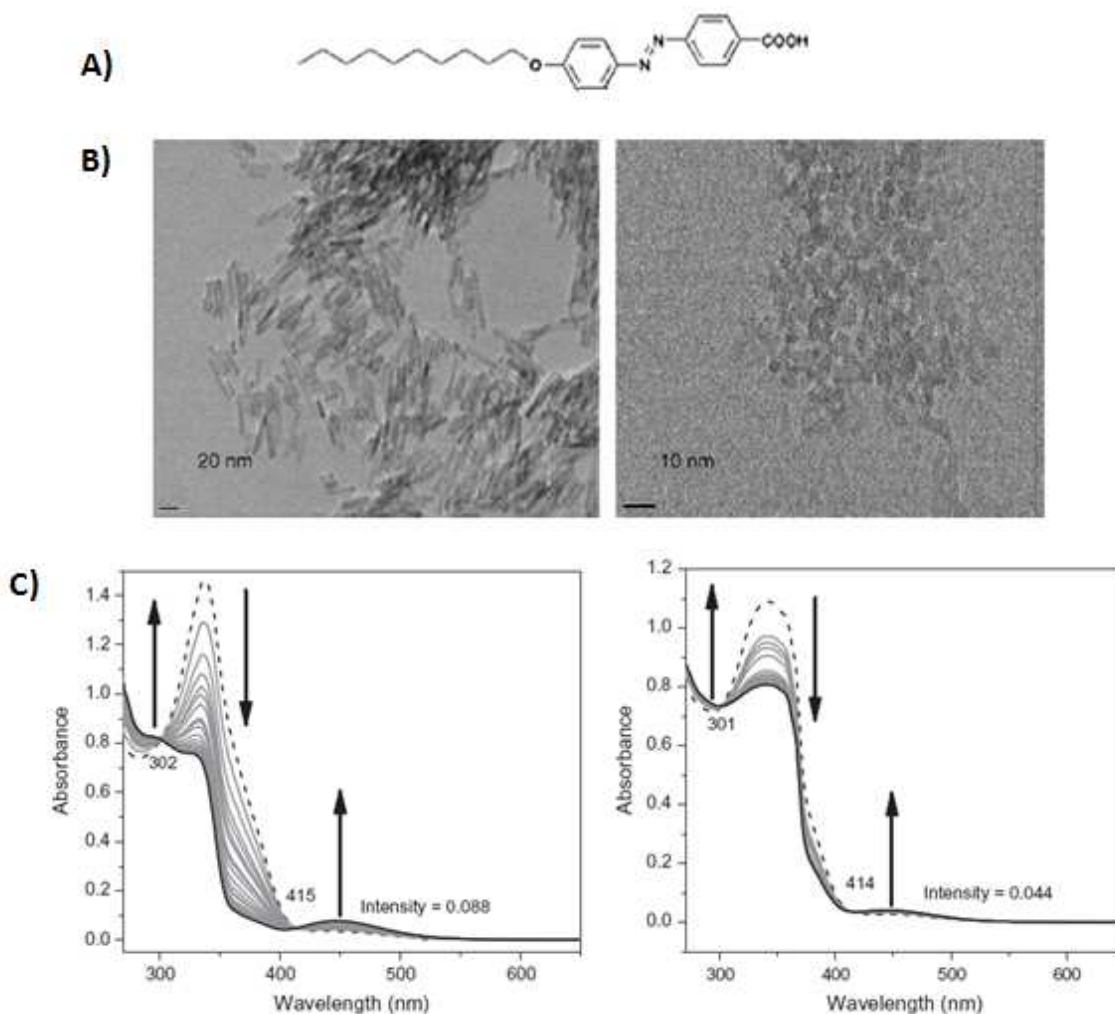 A)
O
N
N
COOH
B)
20 nm
10 nm
C)
1.4
1.2
1.0
0.8
0.6
0.4
0.2
0.0
Absorbance
302
415
Intensity = 0.088
300
400
500
600
Wavelength (nm)
1.2
1.0
0.8
0.6
0.4
0.2
0.0
Absorbance
301
414
Intensity = 0.044
300
400
500
600
Wavelength (nm)